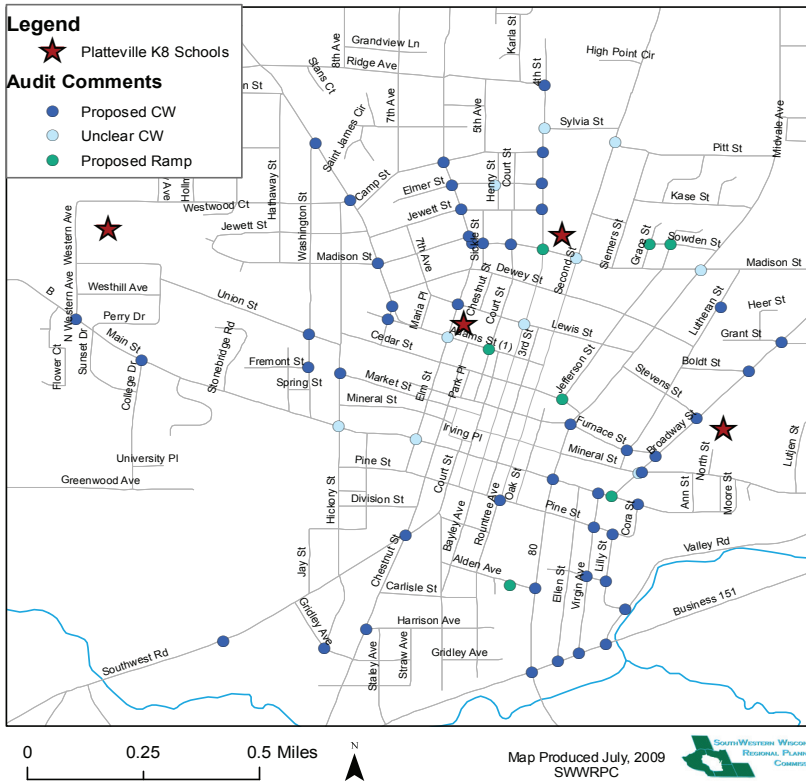 Legend
Platteville K8 Schools
Audit Comments
Proposed CW
Unclear CW
Proposed Ramp
8th Ave
Grandview Ln
Ridge Ave
Stans Ct
7th Ave
Saint James Cir
Karla St
4th St
High Point Cir
5th Ave
Sylvia St
Pitt St
Midvale Ave
n St
Hathaway St
Washington St
Camp St
Elmer St
Henry St
Court St
Kase St
Westwood Ct
Jewett St
Jewett St
Western Ave
Madison St
7th Ave
Sickle St
Second St
Siemers St
Grace St
Sowden St
Madison St
Dewey St
Chestnut St
Court St
B
N Western Ave
Westhill Ave
Perry Dr
Union St
Maria Pl
Lutheran St
Heer St
Flower Ct
Sunset Dr
Main St
College Dr
Stonebridge Rd
Cedar St
Adams St (1)
3rd St
Lewis St
Grant St
Fremont St
Spring St
Market St
Mineral St
Elm St
Park Pl
Jefferson St
Stevens St
Boldt St
Irving Pl
Furnace St
Broadway St
Mineral St
University Pl
Greenwood Ave
Pine St
Division St
Hickory St
Court St
Bayley Ave
Rountree Ave
Oak St
Pine St
Cora St
Ann St
North St
Moore St
Lutjen St
Jay St
Chestnut St
Alden Ave
80
Ellen St
Virgin Ave
Lilly St
Valley Rd
Carlisle St
Business 151
Gridley Ave
Harrison Ave
Southwest Rd
Staley Ave
Straw Ave
Gridley Ave
0
0.25
0.5 Miles
N
Map Produced July, 2009
SWWRPC
SouthWestern Wisco
Regional Plann
Commis